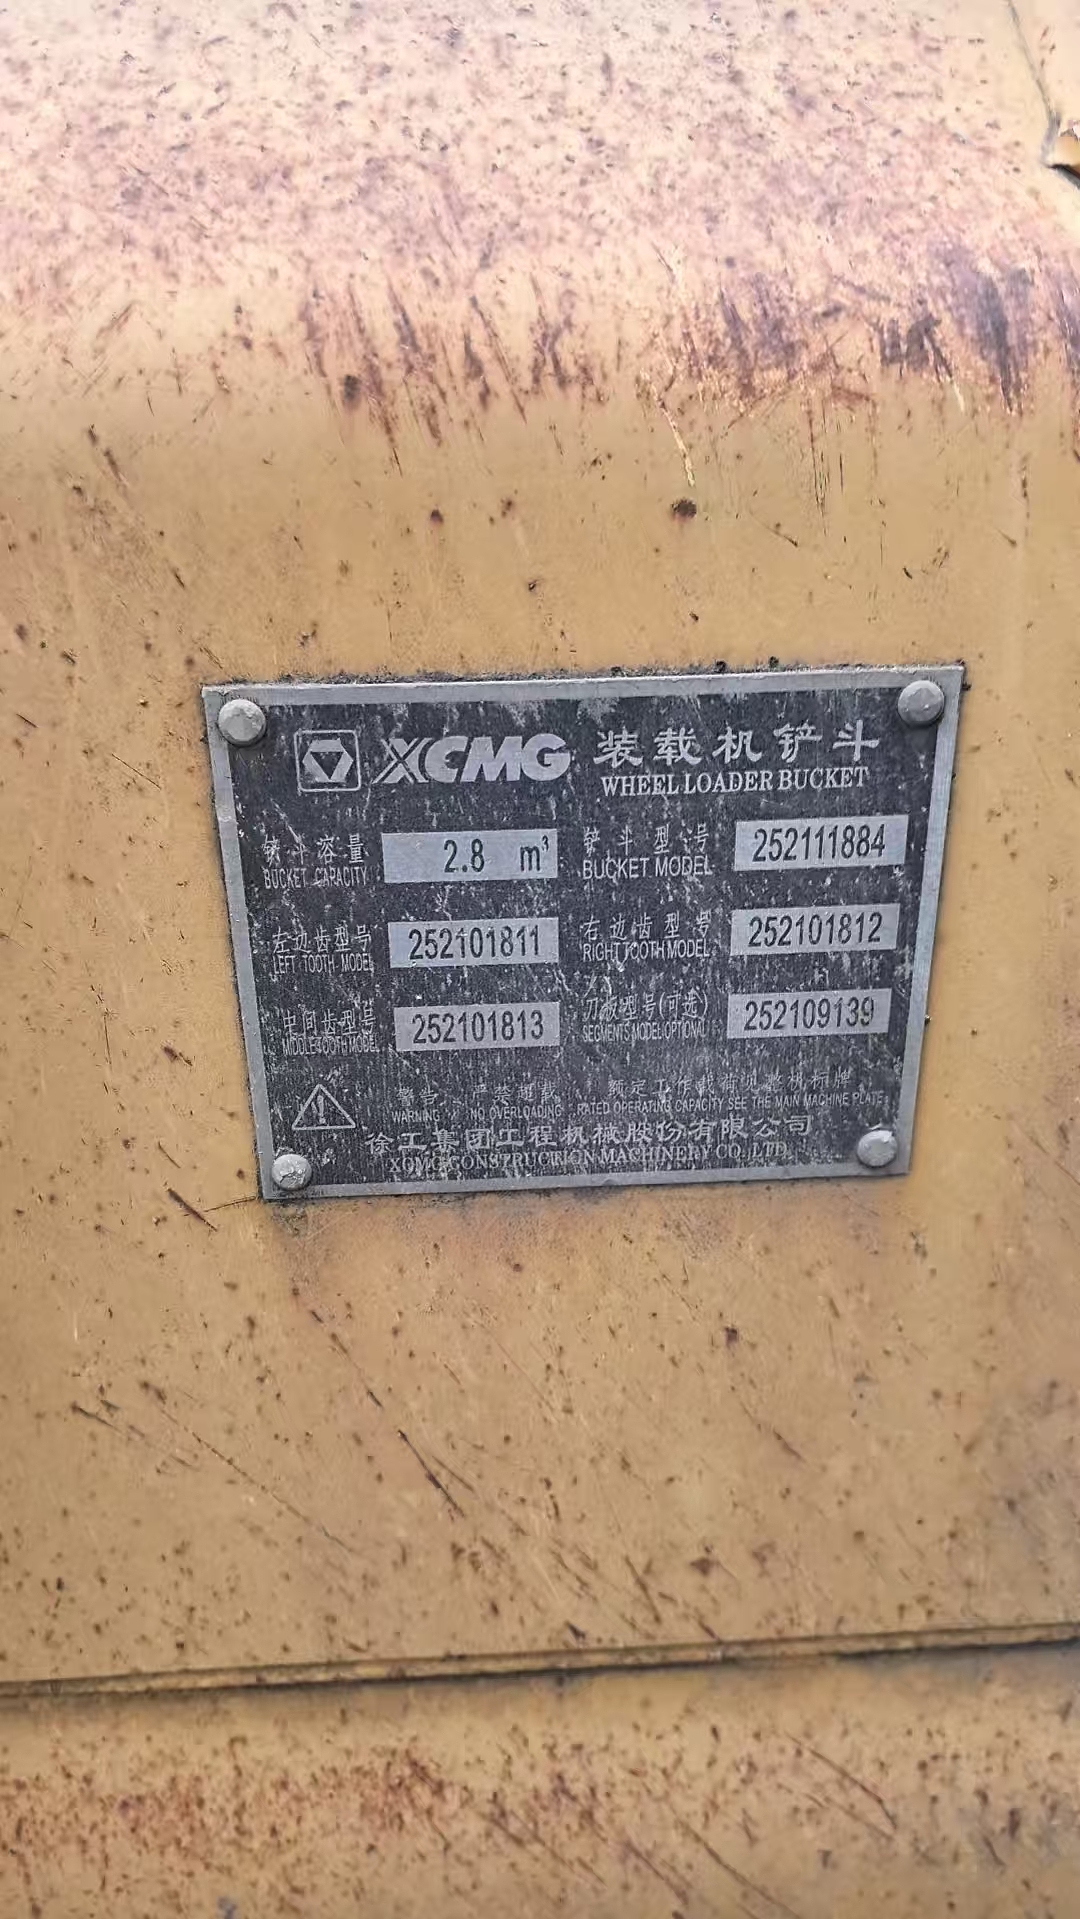 XCMG 装载机铲斗
WHEEL LOADER BUCKET
铲斗容量 2.8 m³ 铲斗型号 252111884
BUCKET CAPACITY BUCKET MODEL
左边齿型号 252101811 右边齿型号 252101812
LEFT TOOTH MODEL RIGHT TOOTH MODEL
中间齿型号 252101813 刀板型号(可选) 252109139
MIDDLE TOOTH MODEL SEGMENTS MODEL OPTIONAL
警告 严禁超载 额定工作载荷见整机标牌
WARNING NO OVERLOADING RATED OPERATING CAPACITY SEE THE MAIN MACHINE PLATE
徐工集团工程机械股份有限公司
XCMG CONSTRUCTION MACHINERY CO., LTD.